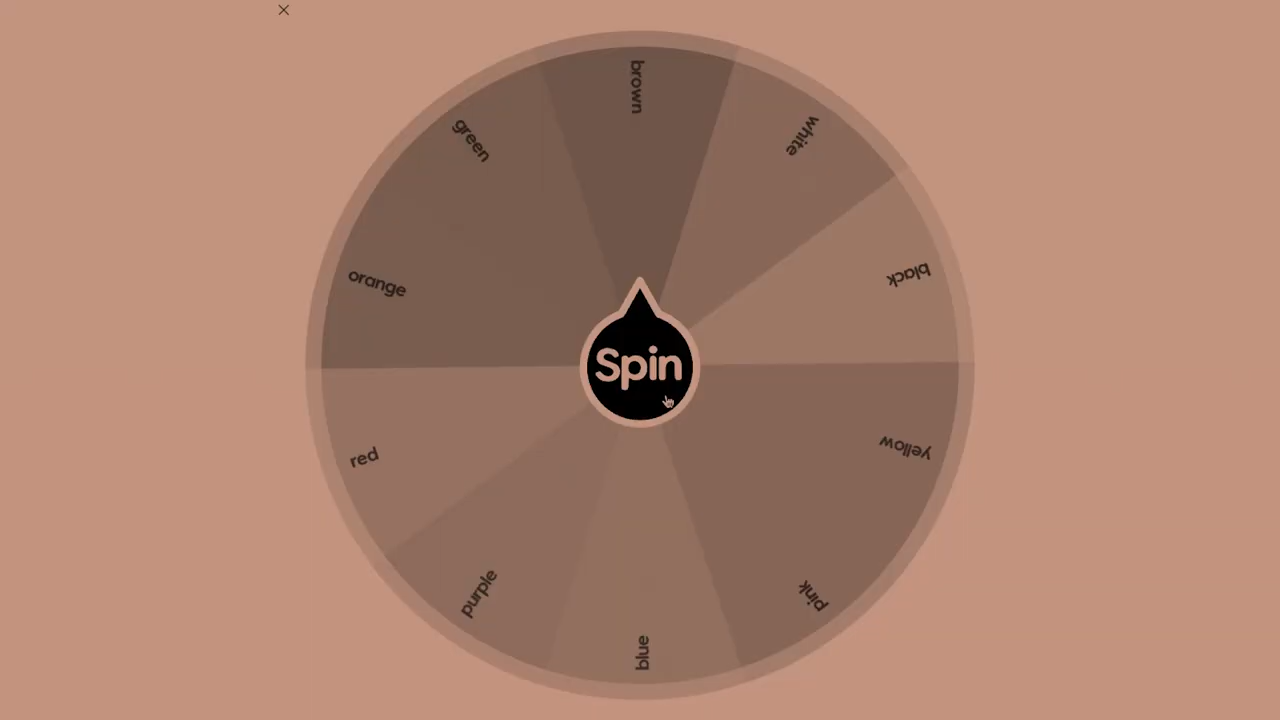 brown
white
black
yellow
pink
blue
purple
red
orange
green
Spin